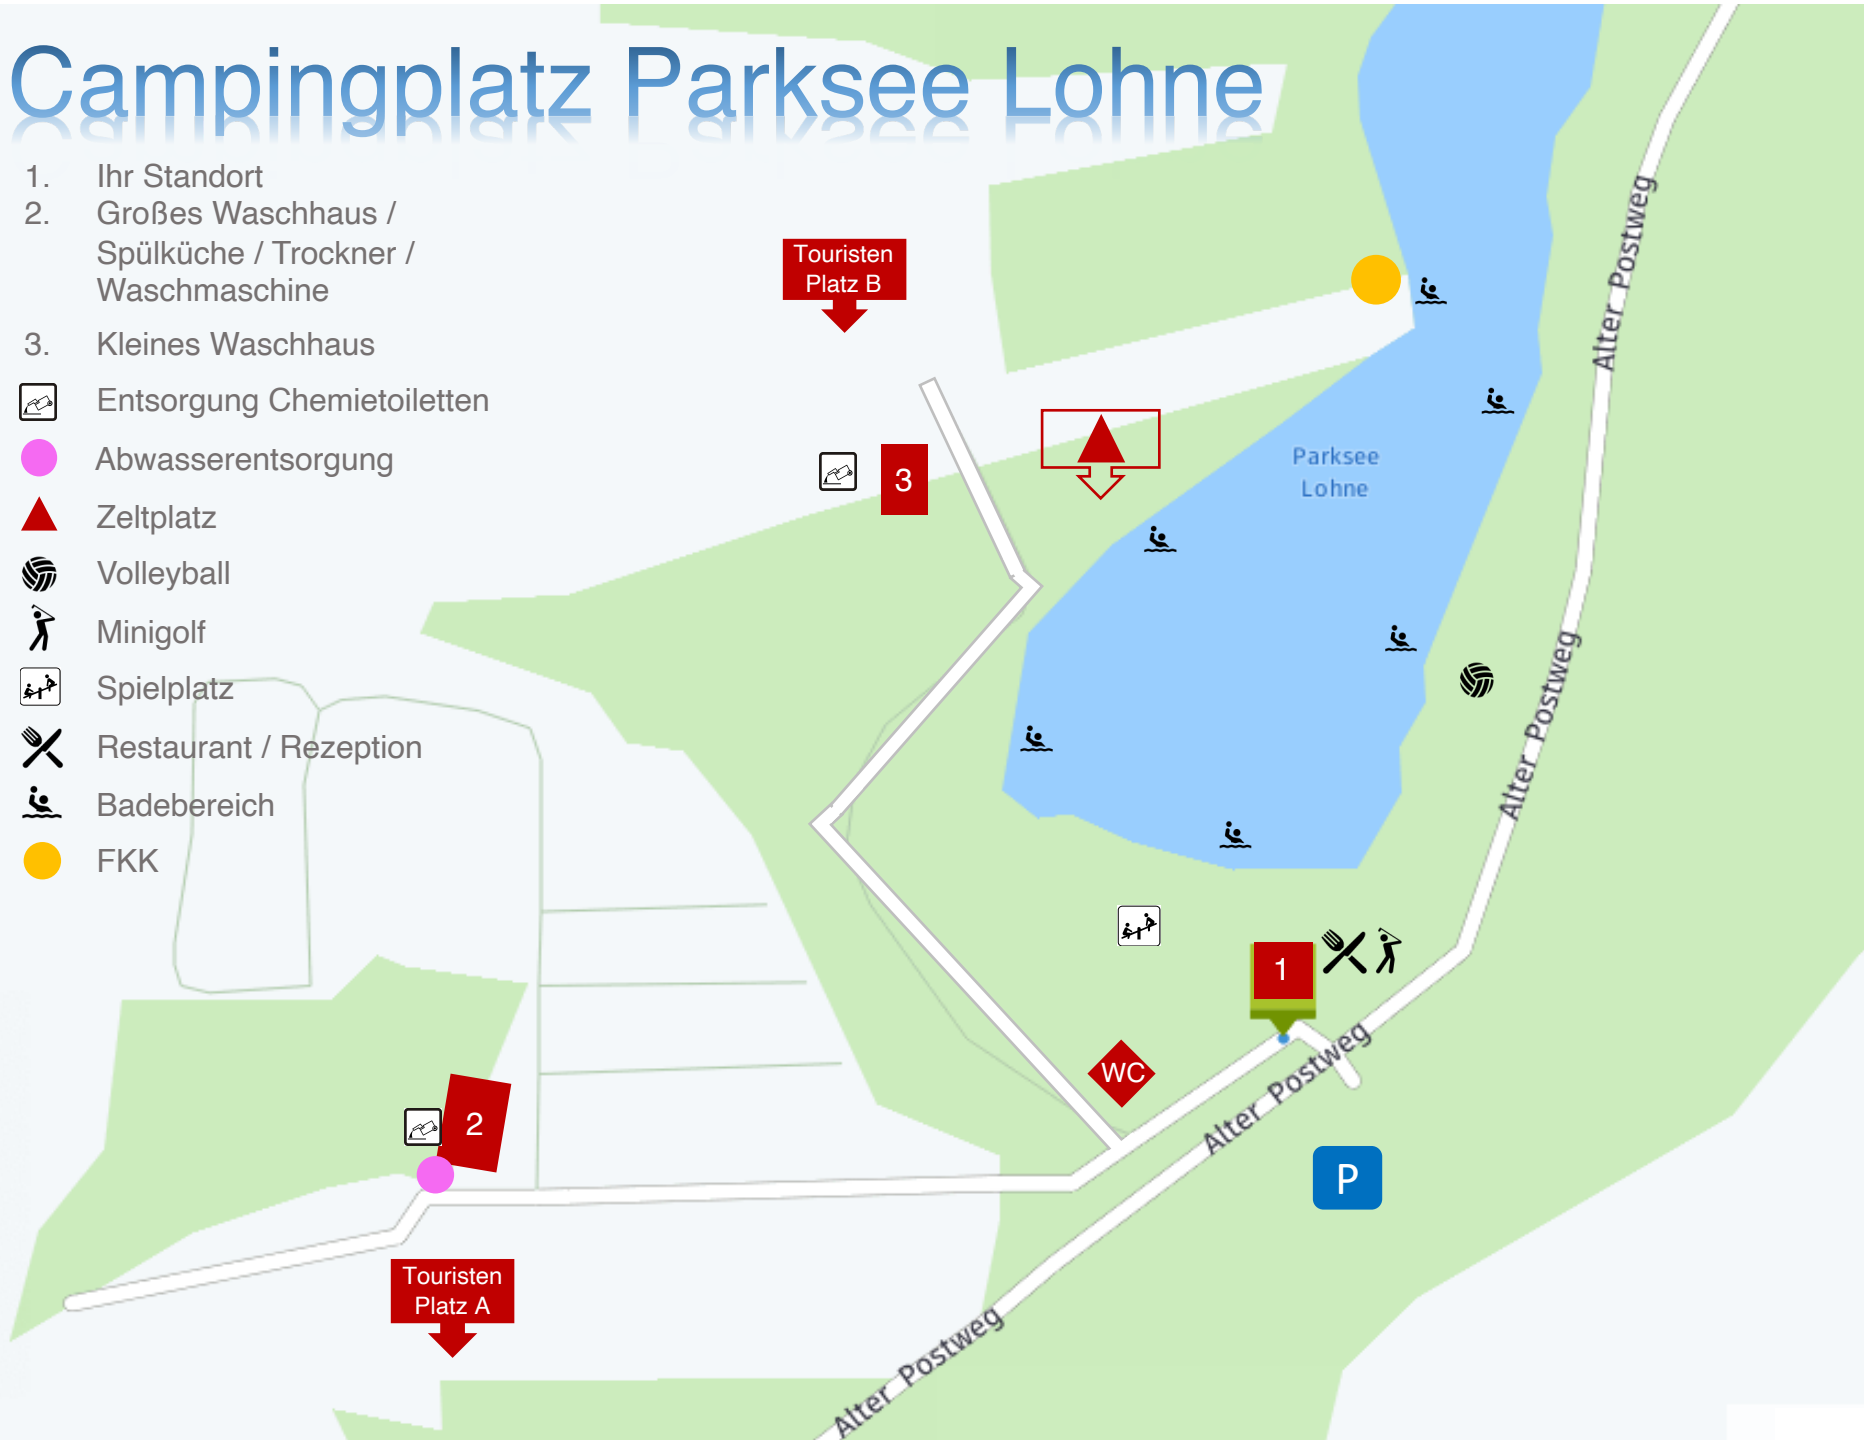 Campingplatz Parksee Lohne
1. Ihr Standort
2. Großes Waschhaus /
Spülküche / Trockner /
Waschmaschine
3. Kleines Waschhaus
Entsorgung Chemietoiletten
Abwasserentsorgung
Zeltplatz
Volleyball
Minigolf
Spielplatz
Restaurant / Rezeption
Badebereich
FKK
Touristen
Platz B
3
Parksee
Lohne
Alter Postweg
Alter Postweg
1
WC
Alter Postweg
P
2
Touristen
Platz A
Alter Postweg